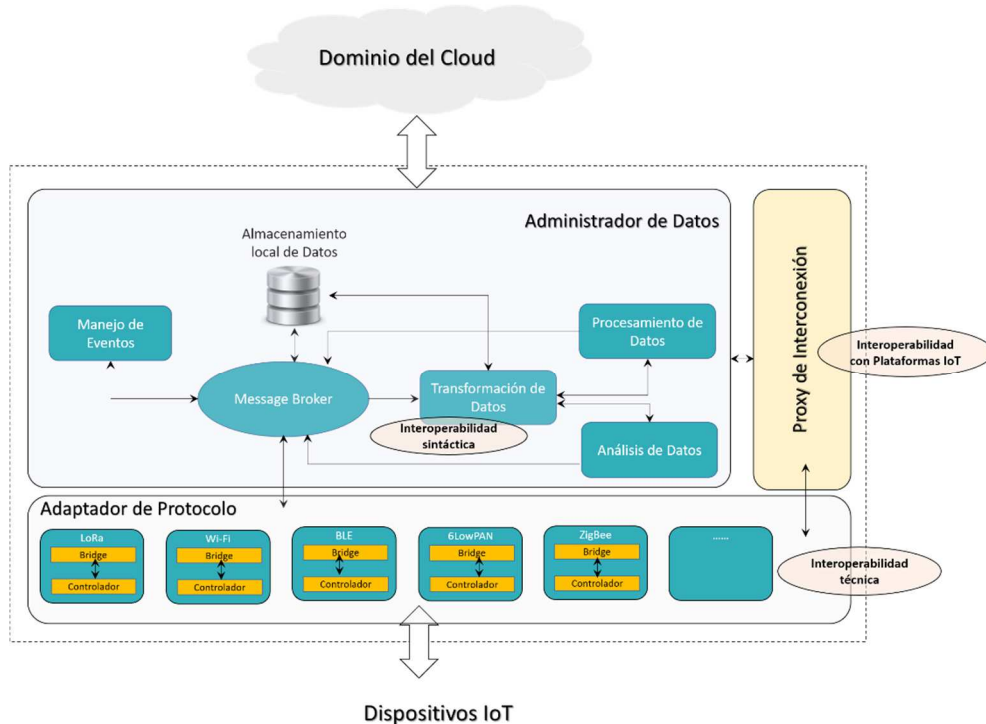 Dominio del Cloud
Administrador de Datos
Almacenamiento
local de Datos
Manejo de
Eventos
Procesamiento de
Datos
Message Broker
Transformación de
Datos
Interoperabilidad
sintáctica
Análisis de Datos
Proxy de Interconexión
Interoperabilidad
con Plataformas IoT
Adaptador de Protocolo
LoRa
Bridge
Controlador
Wi-Fi
Bridge
Controlador
BLE
Bridge
Controlador
6LowPAN
Bridge
Controlador
ZigBee
Bridge
Controlador
......
Interoperabilidad
técnica
Dispositivos IoT